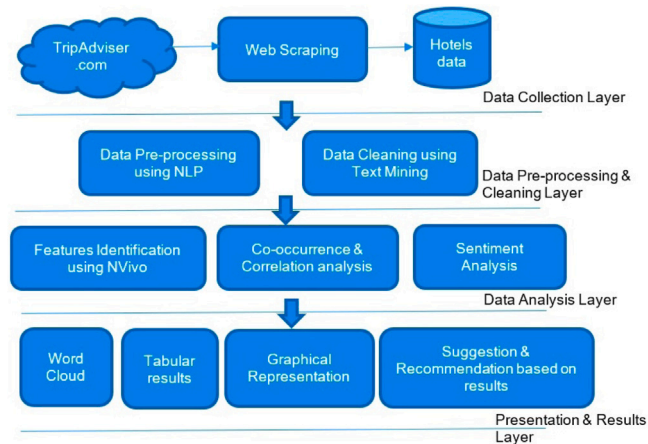 TripAdviser
.com
Web Scraping
Hotels
data
Data Collection Layer
Data Pre-processing
using NLP
Data Cleaning using
Text Mining
Data Pre-processing &
Cleaning Layer
Features Identification
using NVivo
Co-occurrence &
Correlation analysis
Sentiment
Analysis
Data Analysis Layer
Word
Cloud
Tabular
results
Graphical
Representation
Suggestion &
Recommendation based on
results
Presentation & Results
Layer